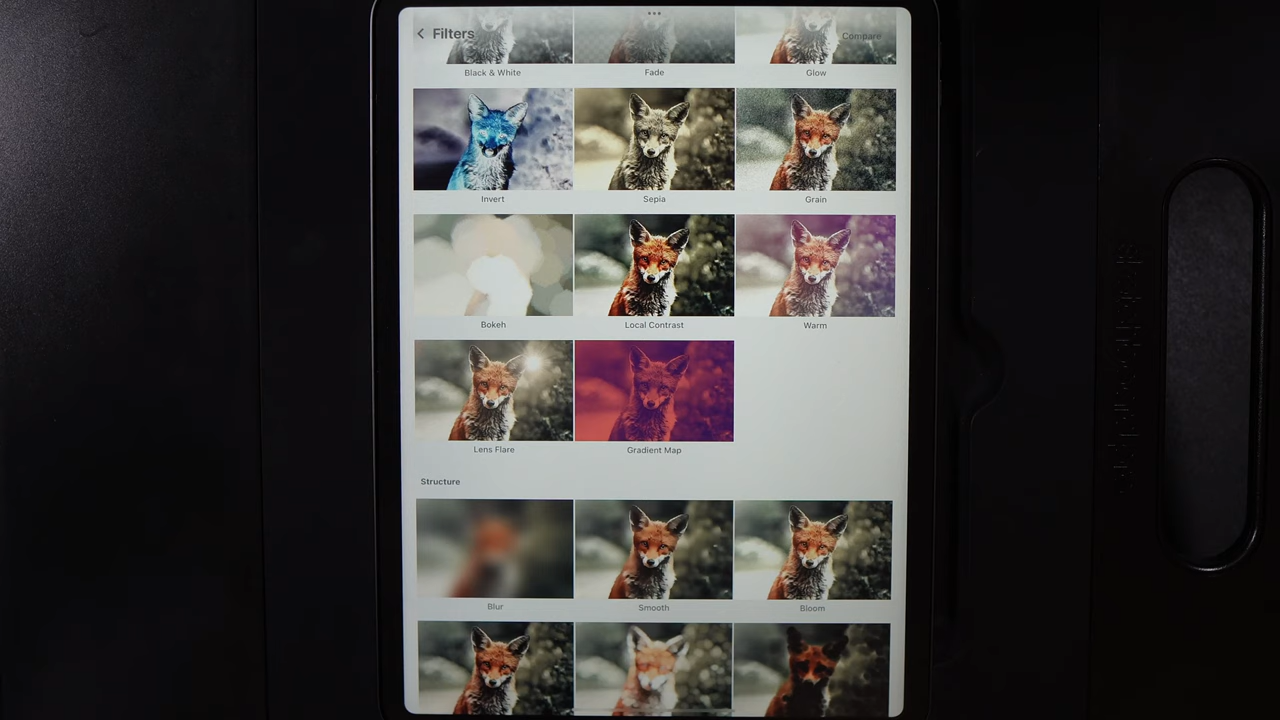 Filters
Compare
Black & White
Fade
Glow
Invert
Sepia
Grain
Bokeh
Local Contrast
Warm
Lens Flare
Gradient Map
Structure
Blur
Smooth
Bloom